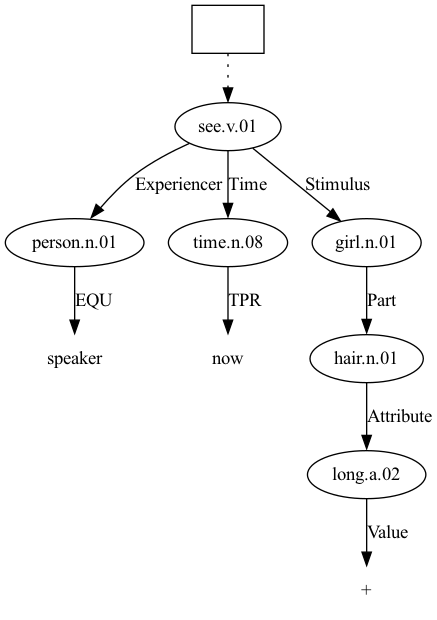 see.v.01
Experiencer Time Stimulus
person.n.01 time.n.08 girl.n.01
EQU TPR Part
speaker now hair.n.01
Attribute
long.a.02
Value
+